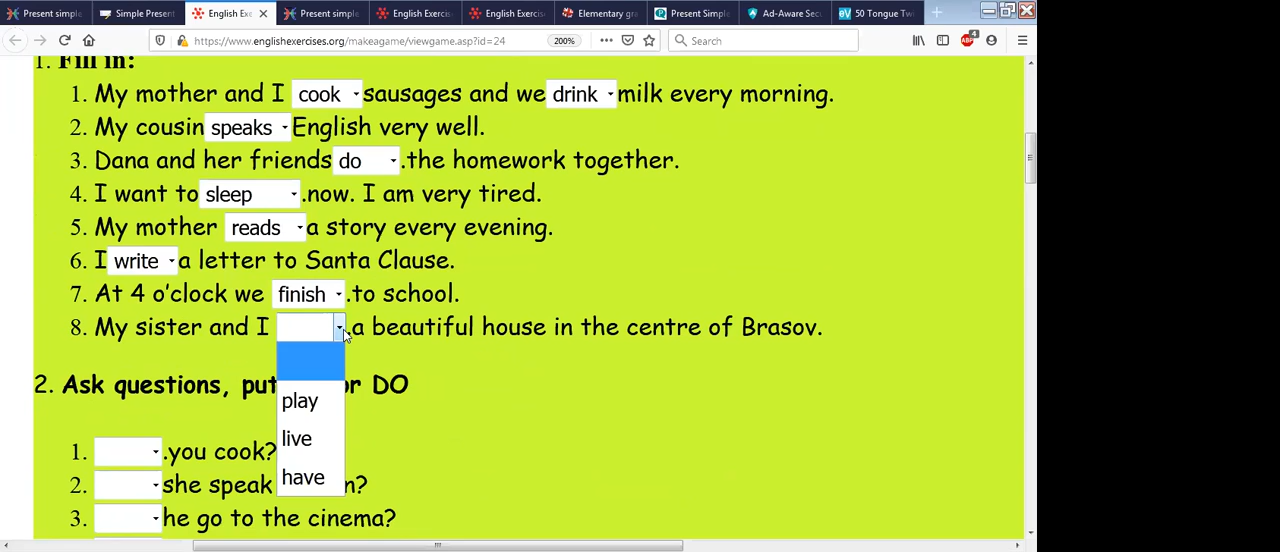 Present simple
Simple Present
English Exe
Present simple
English Exercise
English Exercise
Elementary gra
Present Simple
Ad-Aware Sec
50 Tongue Tw
https://www.englishexercises.org/makeagame/viewgame.asp?id=24
200%
Search
ABP
4
1. Fill in:
1. My mother and I cook sausages and we drink milk every morning.
2. My cousin speaks English very well.
3. Dana and her friends do .the homework together.
4. I want to sleep .now. I am very tired.
5. My mother reads a story every evening.
6. I write a letter to Santa Clause.
7. At 4 o'clock we finish .to school.
8. My sister and I .a beautiful house in the centre of Brasov.
play
live
have
2. Ask questions, put or DO
1. .you cook?
2. she speak n?
3. he go to the cinema?